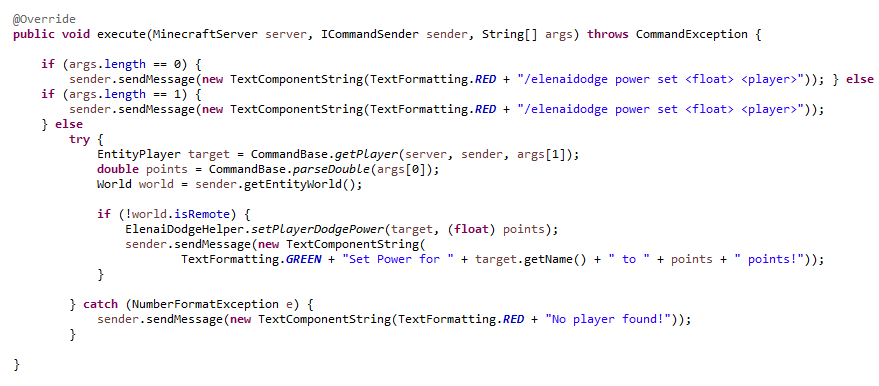 @Override
public void execute(MinecraftServer server, ICommandSender sender, String[] args) throws CommandException {
if (args.length == 0) {
sender.sendMessage(new TextComponentString(TextFormatting.RED + "/elenaidodge power set <float> <player>")); } else
if (args.length == 1) {
sender.sendMessage(new TextComponentString(TextFormatting.RED + "/elenaidodge power set <float> <player>"));
} else
try {
EntityPlayer target = CommandBase.getPlayer(server, sender, args[1]);
double points = CommandBase.parseDouble(args[0]);
World world = sender.getEntityWorld();
if (!world.isRemote) {
ElenaiDodgeHelper.setPlayerDodgePower(target, (float) points);
sender.sendMessage(new TextComponentString(
TextFormatting.GREEN + "Set Power for " + target.getName() + " to " + points + " points!"));
}
} catch (NumberFormatException e) {
sender.sendMessage(new TextComponentString(TextFormatting.RED + "No player found!"));
}
}